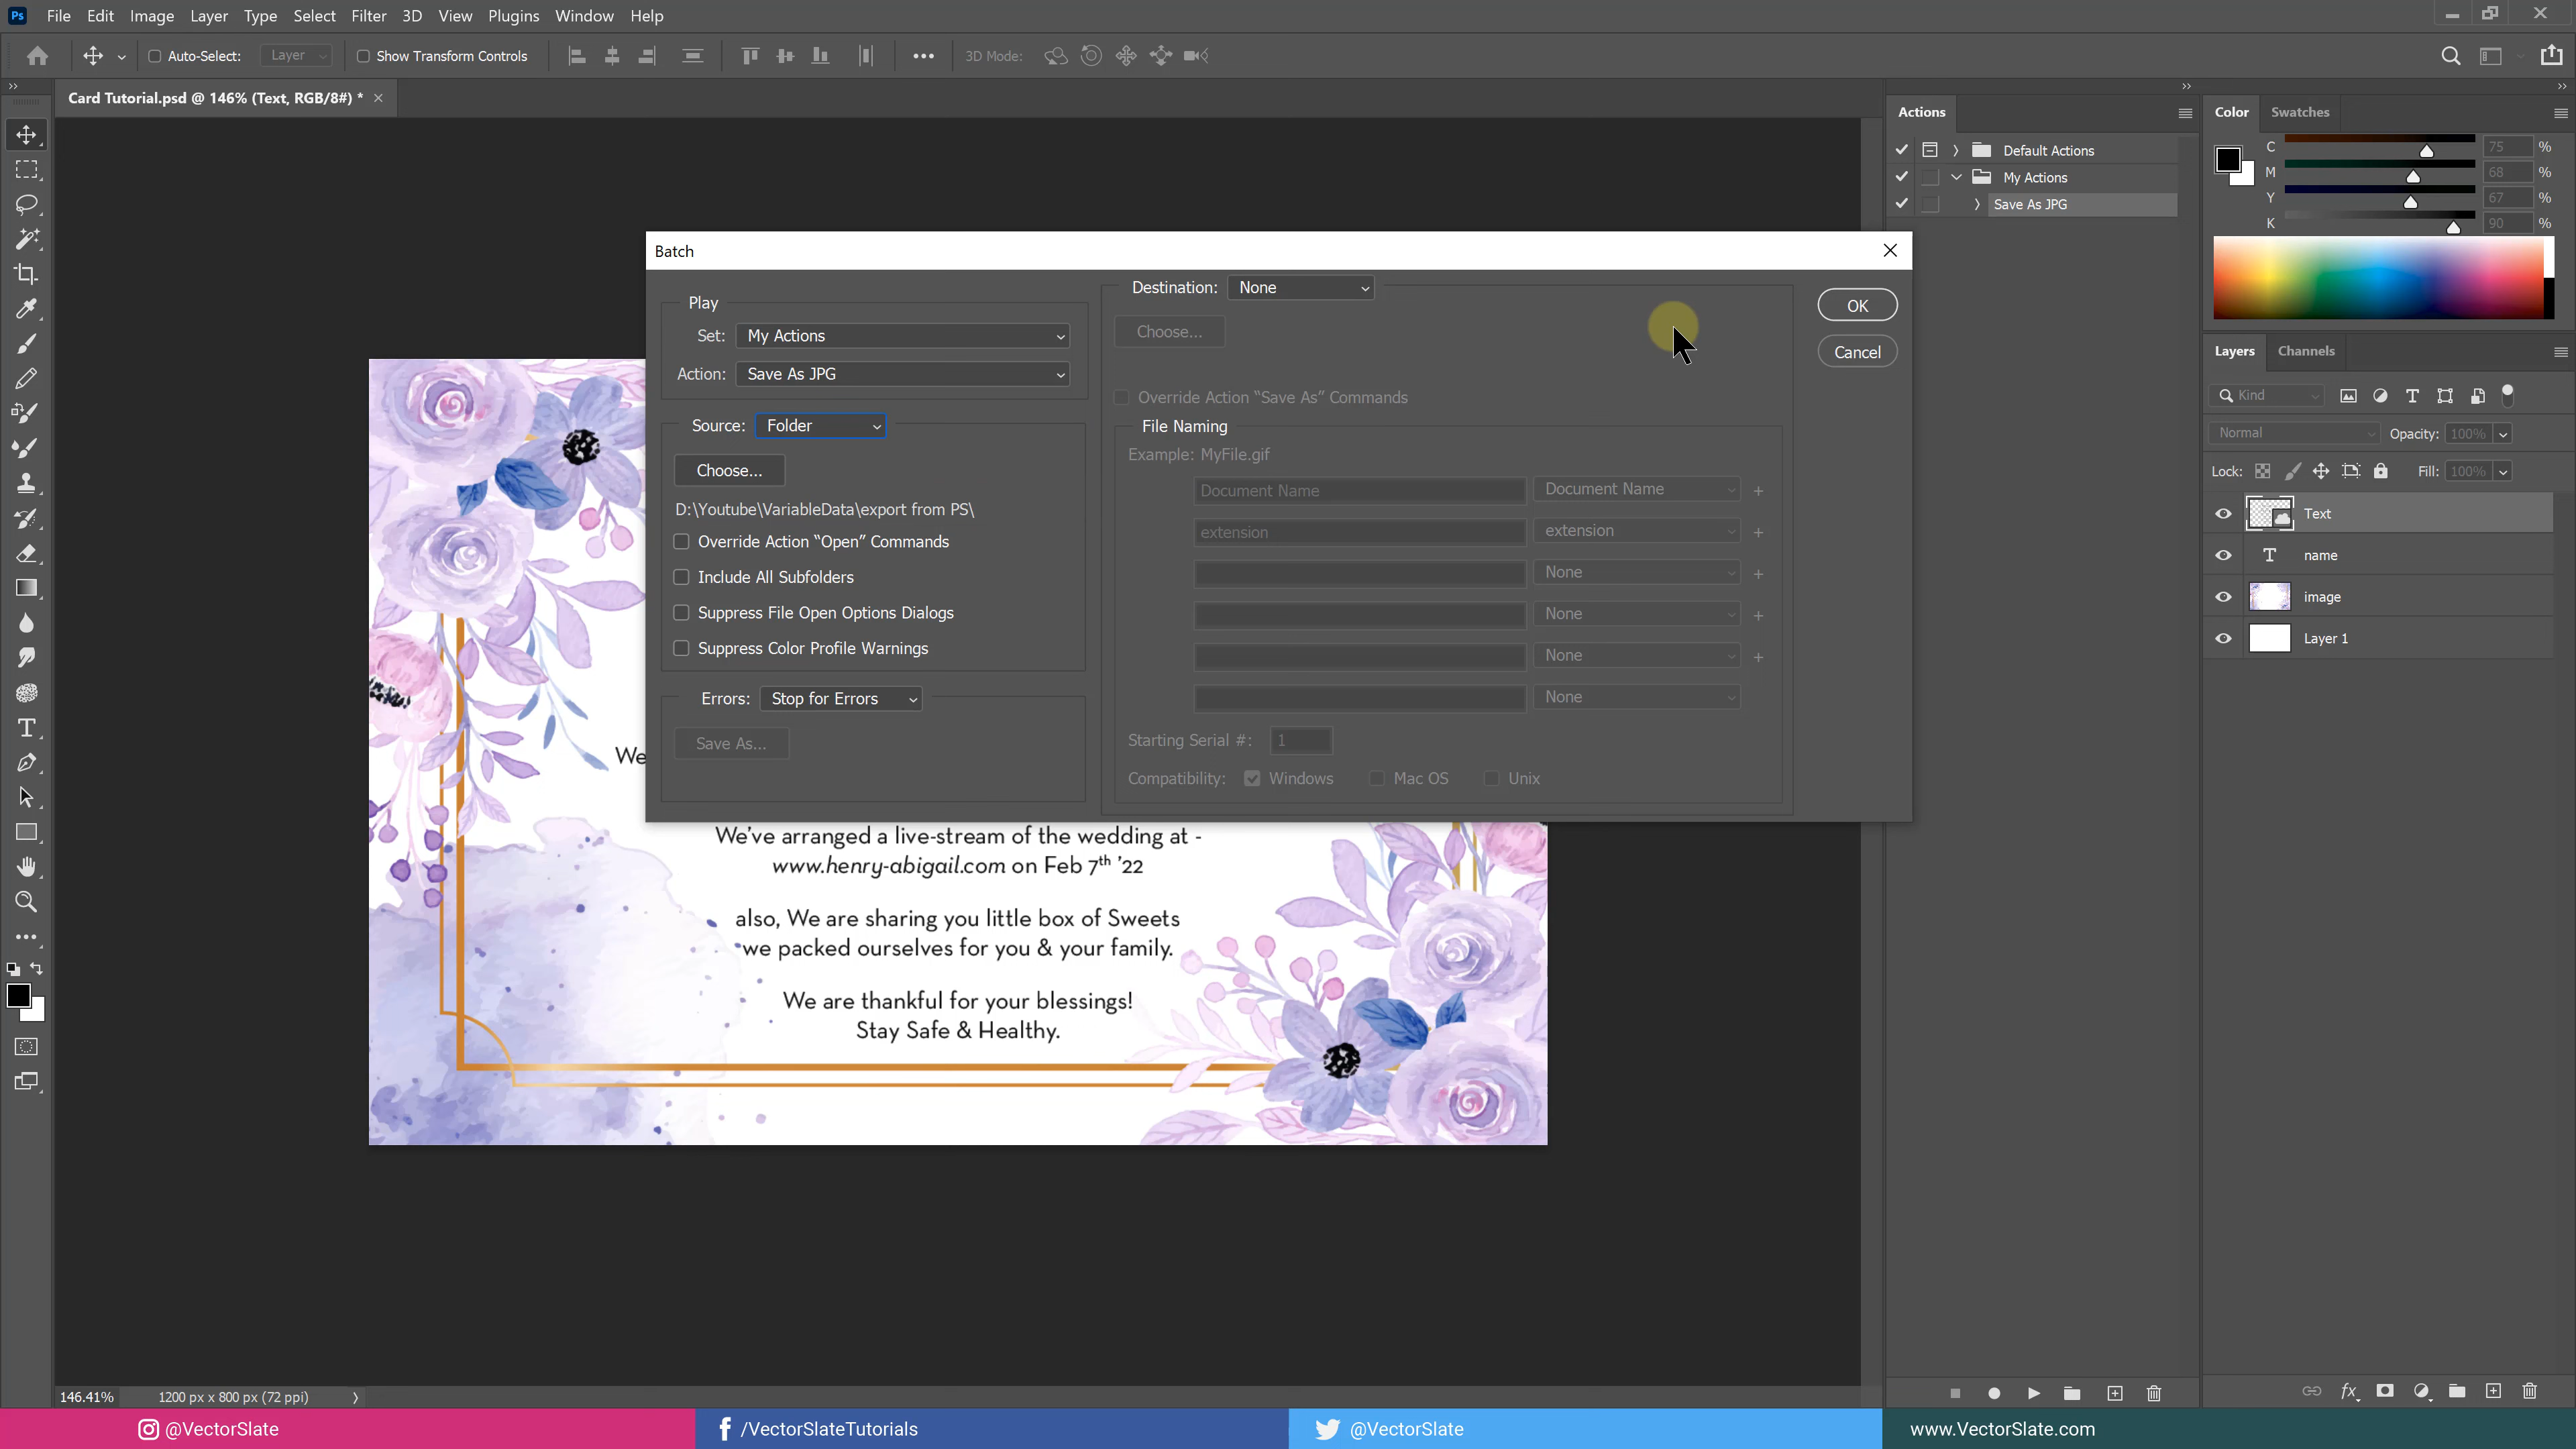 Ps File Edit Image Layer Type Select Filter 3D View Plugins Window Help
Auto-Select: Layer Show Transform Controls 3D Mode:
Card Tutorial.psd @ 146% (Text, RGB/8#) *
Actions
Default Actions
My Actions
Save As JPG
Color Swatches
C 75 %
M 68 %
Y 67 %
K 90 %
Batch
Play
Set: My Actions
Action: Save As JPG
Source: Folder
Choose...
D:\Youtube\VariableData\export from PS\
Override Action “Open” Commands
Include All Subfolders
Suppress File Open Options Dialogs
Suppress Color Profile Warnings
Errors: Stop for Errors
Save As...
Destination: None
Choose...
Override Action “Save As” Commands
File Naming
Example: MyFile.gif
Document Name Document Name +
extension extension +
None +
None +
None +
None
Starting Serial #: 1
Compatibility: Windows Mac OS Unix
OK
Cancel
Layers Channels
Kind
Normal Opacity: 100%
Lock: Fill: 100%
Text
T name
image
Layer 1
We
We've arranged a live-stream of the wedding at -
www.henry-abigail.com on Feb 7th '22
also, We are sharing you little box of Sweets
we packed ourselves for you & your family.
We are thankful for your blessings!
Stay Safe & Healthy.
146.41% 1200 px x 800 px (72 ppi)
fx
@VectorSlate /VectorSlateTutorials @VectorSlate www.VectorSlate.com